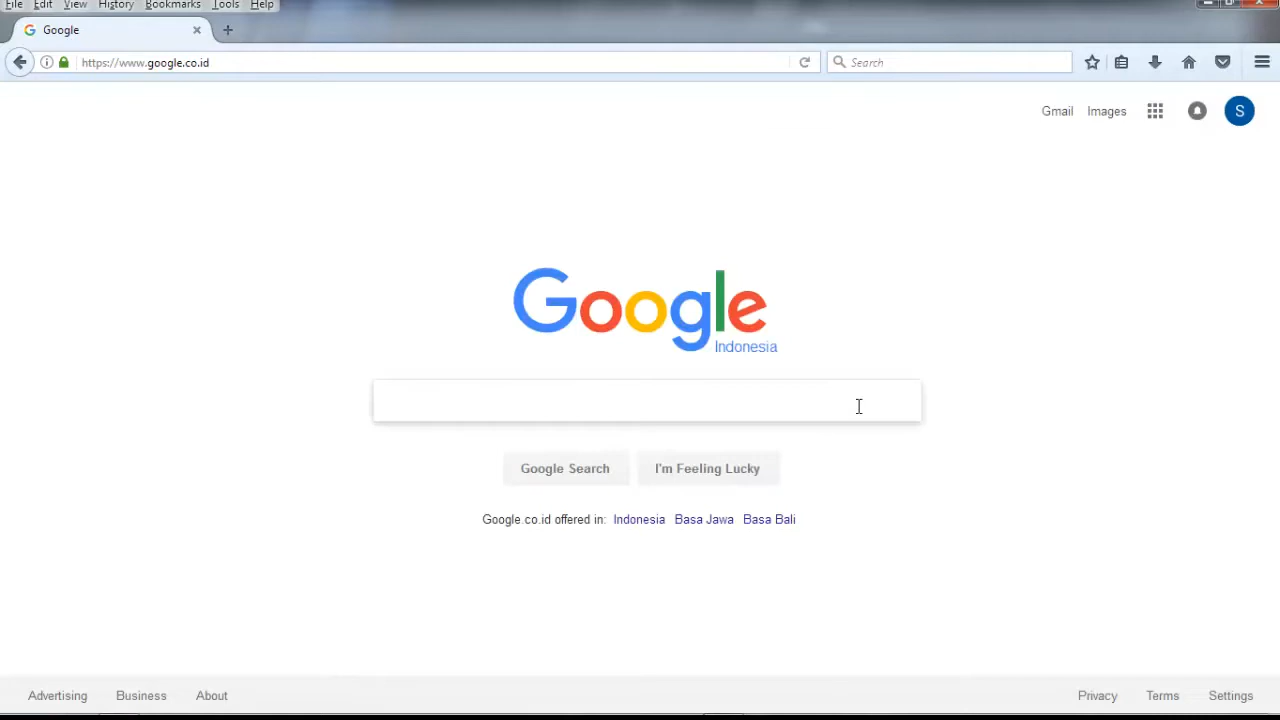 File Edit View History Bookmarks Tools Help
Google
https://www.google.co.id
Search
Gmail Images S
Google
Indonesia
Google Search I'm Feeling Lucky
Google.co.id offered in: Indonesia Basa Jawa Basa Bali
Advertising Business About Privacy Terms Settings